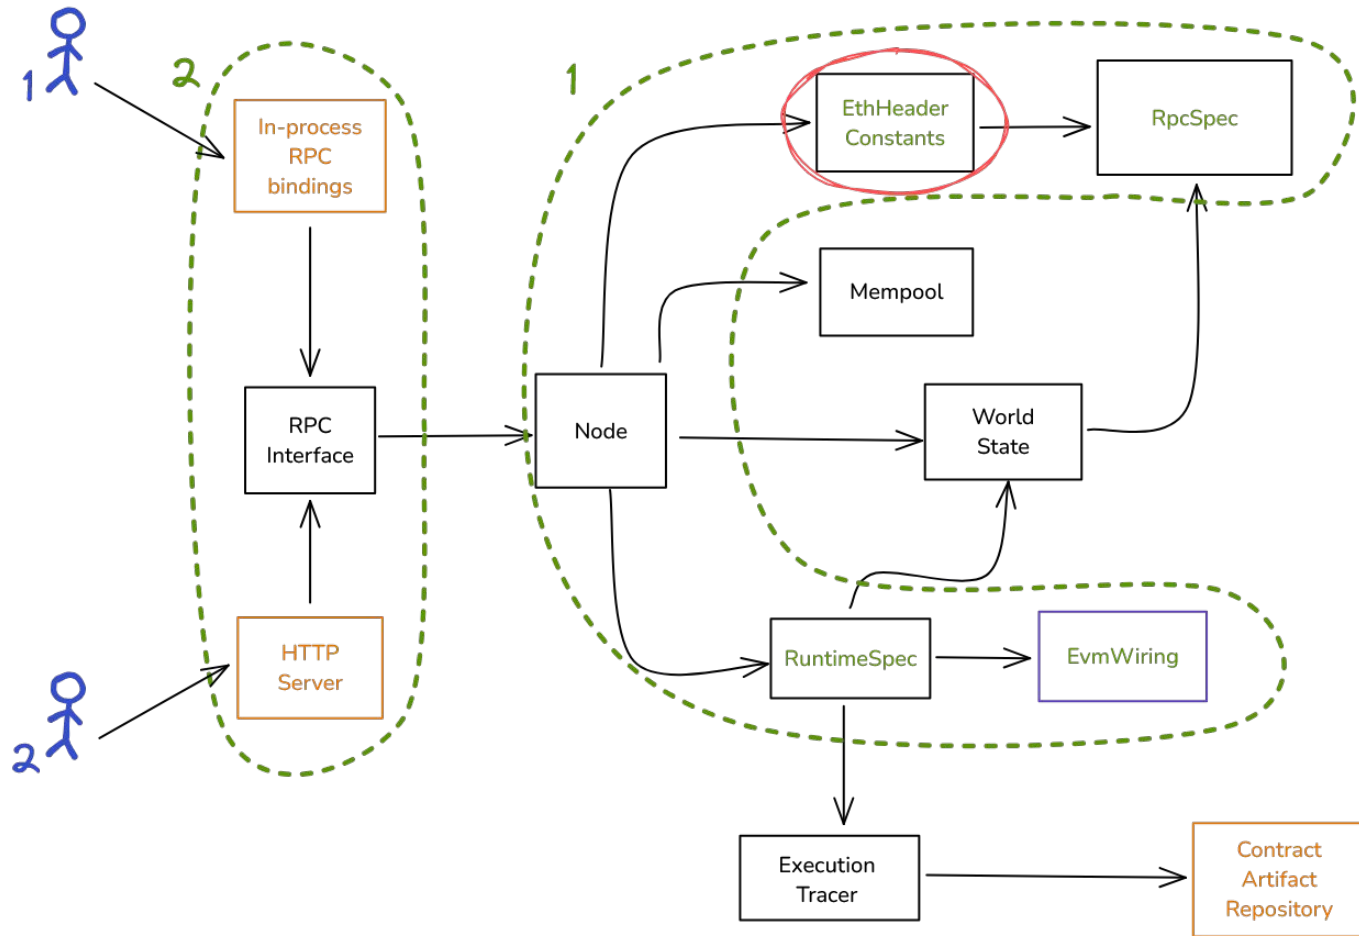 1
2
In-process
RPC
bindings
1
EthHeader
Constants
RpcSpec
Mempool
RPC
Interface
Node
World
State
HTTP
Server
2
RuntimeSpec
EvmWiring
Execution
Tracer
Contract
Artifact
Repository